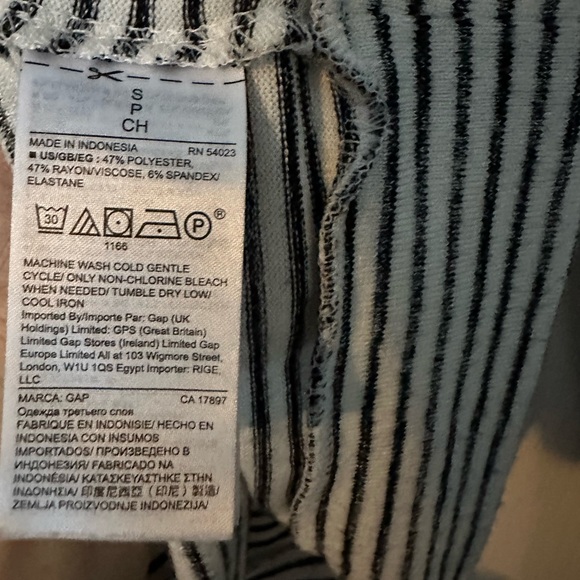 S
P
CH
MADE IN INDONESIA RN 54023
■ US/GB/EG : 47% POLYESTER,
47% RAYON/VISCOSE, 6% SPANDEX/
ELASTANE
30 P ®
1166
MACHINE WASH COLD GENTLE
CYCLE/ ONLY NON-CHLORINE BLEACH
WHEN NEEDED/ TUMBLE DRY LOW/
COOL IRON
Imported By/Importe Par: Gap (UK
Holdings) Limited: GPS (Great Britain)
Limited Gap Stores (Ireland) Limited Gap
Europe Limited All at 103 Wigmore Street,
London, W1U 1QS Egypt Importer: RIGE,
LLC
MARCA: GAP CA 17897
Одежда третьего слоя
FABRIQUE EN INDONISIE/ HECHO EN
INDONESIA CON INSUMOS
IMPORTADOS/ ПРОИЗВЕДЕНО В
ИНДОНЕЗИЯ/ FABRICADO NA
INDONÉSIA/ ΚΑΤΑΣΚΕΥΑΣΤΗΚΕ ΣΤΗΝ
ΙΝΔΟΝΗΣΙΑ/ 印度尼西亞（印尼）製造/
ZEMLJA PROIZVODNJE INDONEZIJA/